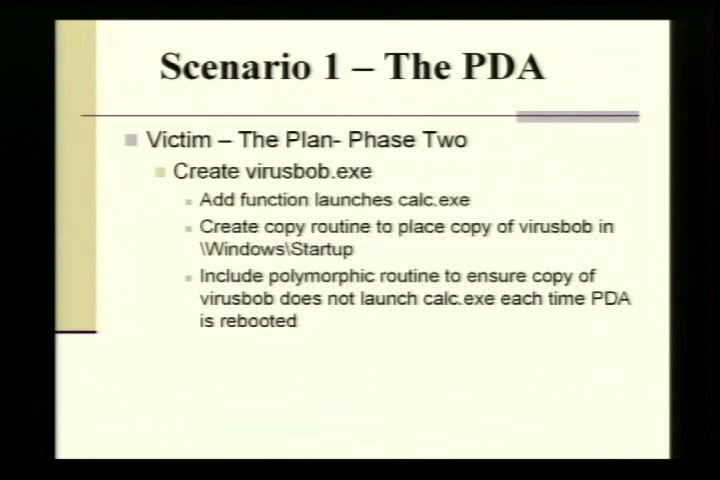 Scenario 1 – The PDA
Victim – The Plan- Phase Two
Create virusbob.exe
Add function launches calc.exe
Create copy routine to place copy of virusbob in
\Windows\Startup
Include polymorphic routine to ensure copy of
virusbob does not launch calc.exe each time PDA
is rebooted